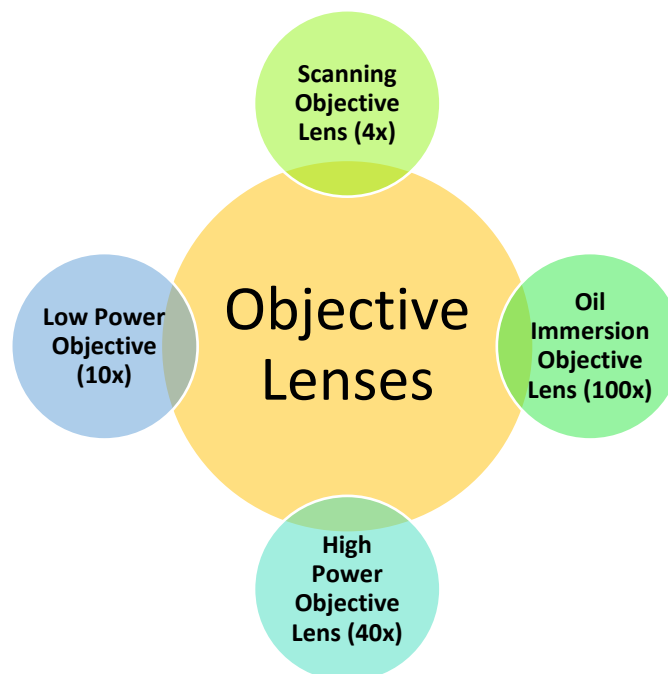 Scanning
Objective
Lens (4x)
Objective
Lenses
Oil
Immersion
Objective
Lens (100x)
High
Power
Objective
Lens (40x)
Low Power
Objective
(10x)